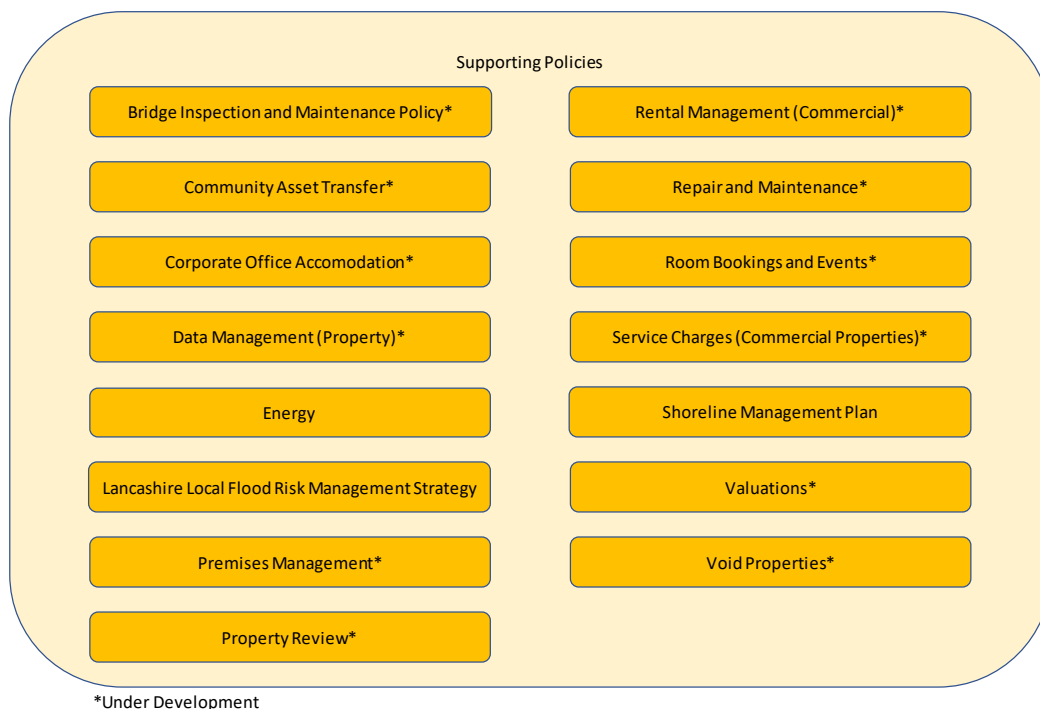 Supporting Policies
Bridge Inspection and Maintenance Policy*
Community Asset Transfer*
Corporate Office Accomodation*
Data Management (Property)*
Energy
Lancashire Local Flood Risk Management Strategy
Premises Management*
Property Review*
Rental Management (Commercial)*
Repair and Maintenance*
Room Bookings and Events*
Service Charges (Commercial Properties)*
Shoreline Management Plan
Valuations*
Void Properties*
*Under Development